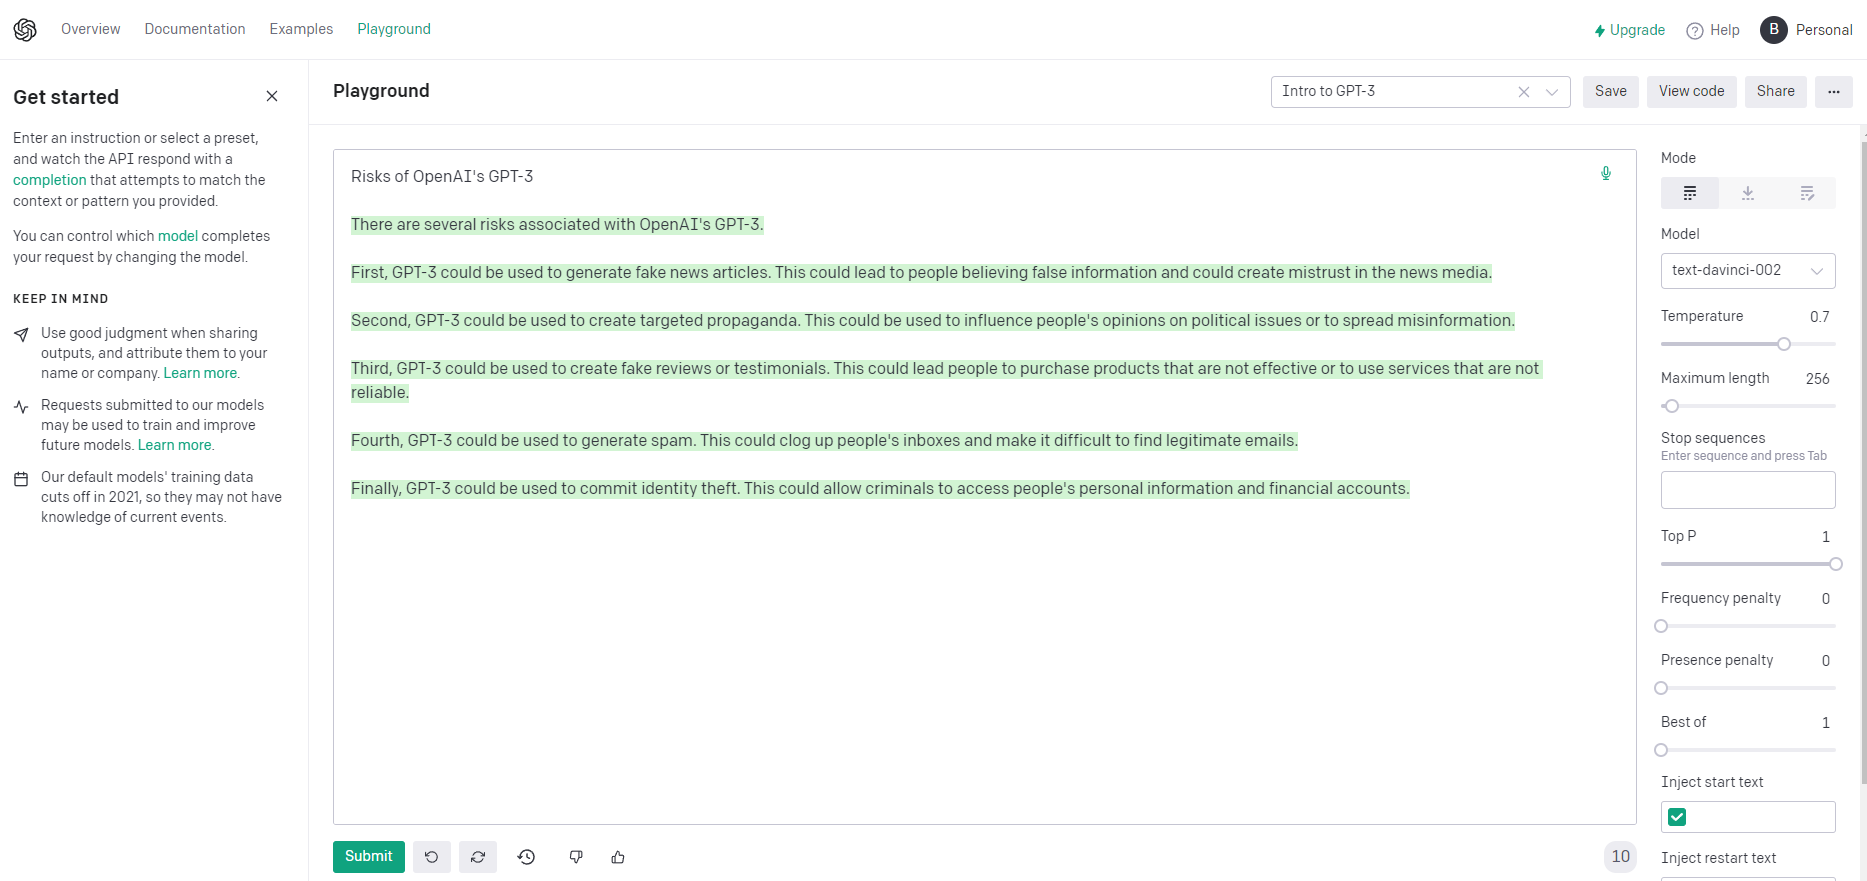 Overview
Documentation
Examples
Playground
Upgrade
Help
B
Personal
Get started
Enter an instruction or select a preset,
and watch the API respond with a
completion that attempts to match the
context or pattern you provided.
You can control which model completes
your request by changing the model.
KEEP IN MIND
Use good judgment when sharing
outputs, and attribute them to your
name or company. Learn more.
Requests submitted to our models
may be used to train and improve
future models. Learn more.
Our default models' training data
cuts off in 2021, so they may not have
knowledge of current events.
Playground
Intro to GPT-3
Save
View code
Share
Risks of OpenAI's GPT-3
There are several risks associated with OpenAI's GPT-3.
First, GPT-3 could be used to generate fake news articles. This could lead to people believing false information and could create mistrust in the news media.
Second, GPT-3 could be used to create targeted propaganda. This could be used to influence people's opinions on political issues or to spread misinformation.
Third, GPT-3 could be used to create fake reviews or testimonials. This could lead people to purchase products that are not effective or to use services that are not
reliable.
Fourth, GPT-3 could be used to generate spam. This could clog up people's inboxes and make it difficult to find legitimate emails.
Finally, GPT-3 could be used to commit identity theft. This could allow criminals to access people's personal information and financial accounts.
Submit
10
Mode
Model
text-davinci-002
Temperature 0.7
Maximum length 256
Stop sequences
Enter sequence and press Tab
Top P 1
Frequency penalty 0
Presence penalty 0
Best of 1
Inject start text
Inject restart text